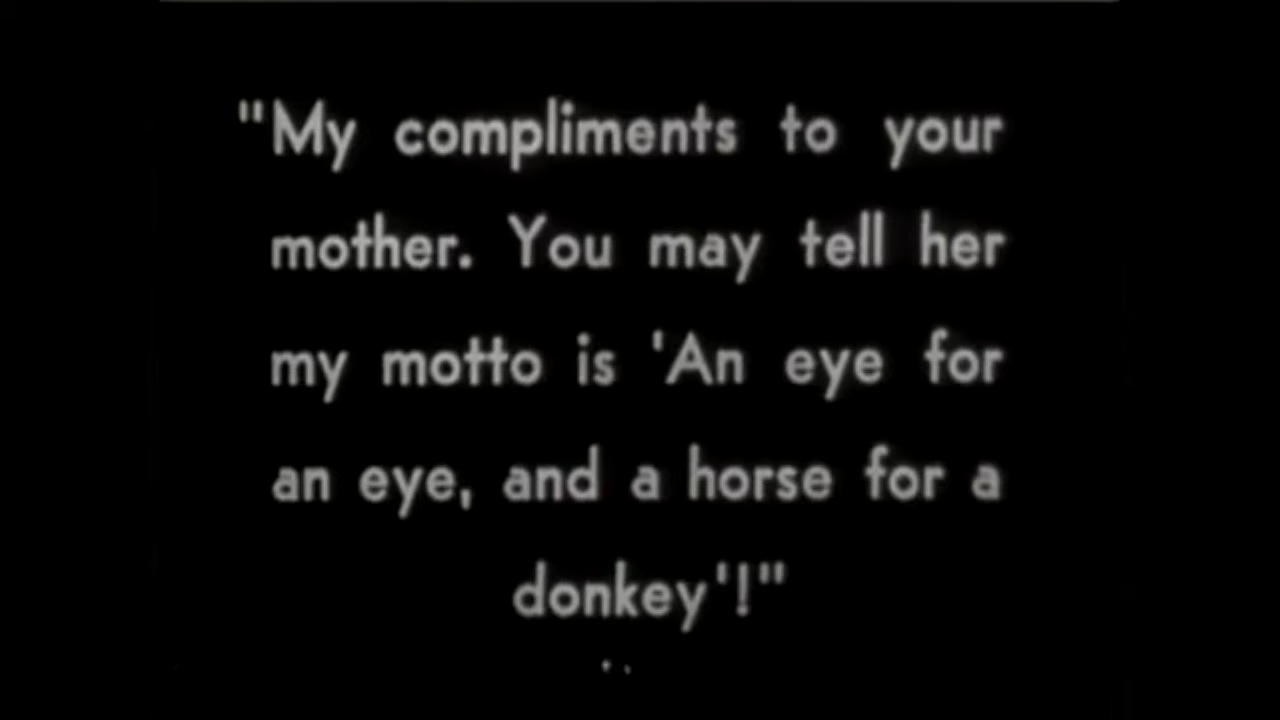 "My compliments to your
mother. You may tell her
my motto is 'An eye for
an eye, and a horse for a
donkey'!"